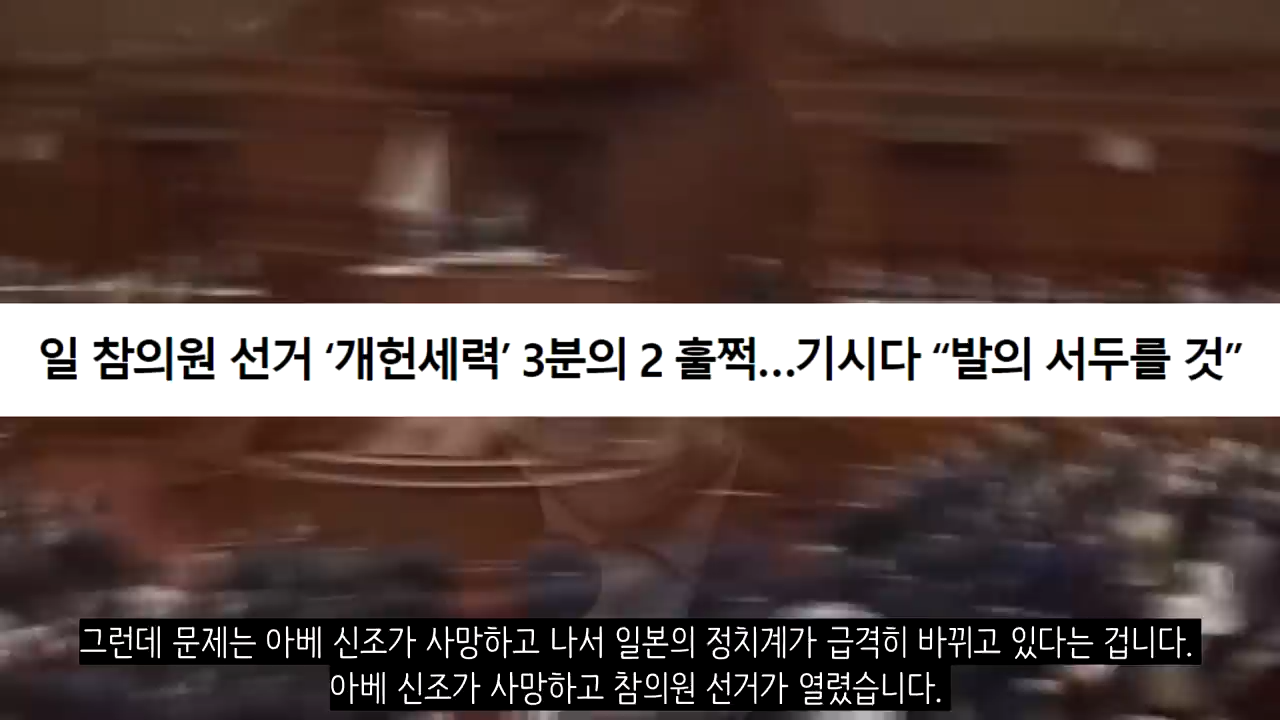 일 참의원 선거 ‘개헌세력’ 3분의 2 훌쩍...기시다 “발의 서두를 것”
그런데 문제는 아베 신조가 사망하고 나서 일본의 정치계가 급격히 바뀌고 있다는 겁니다.
아베 신조가 사망하고 참의원 선거가 열렸습니다.